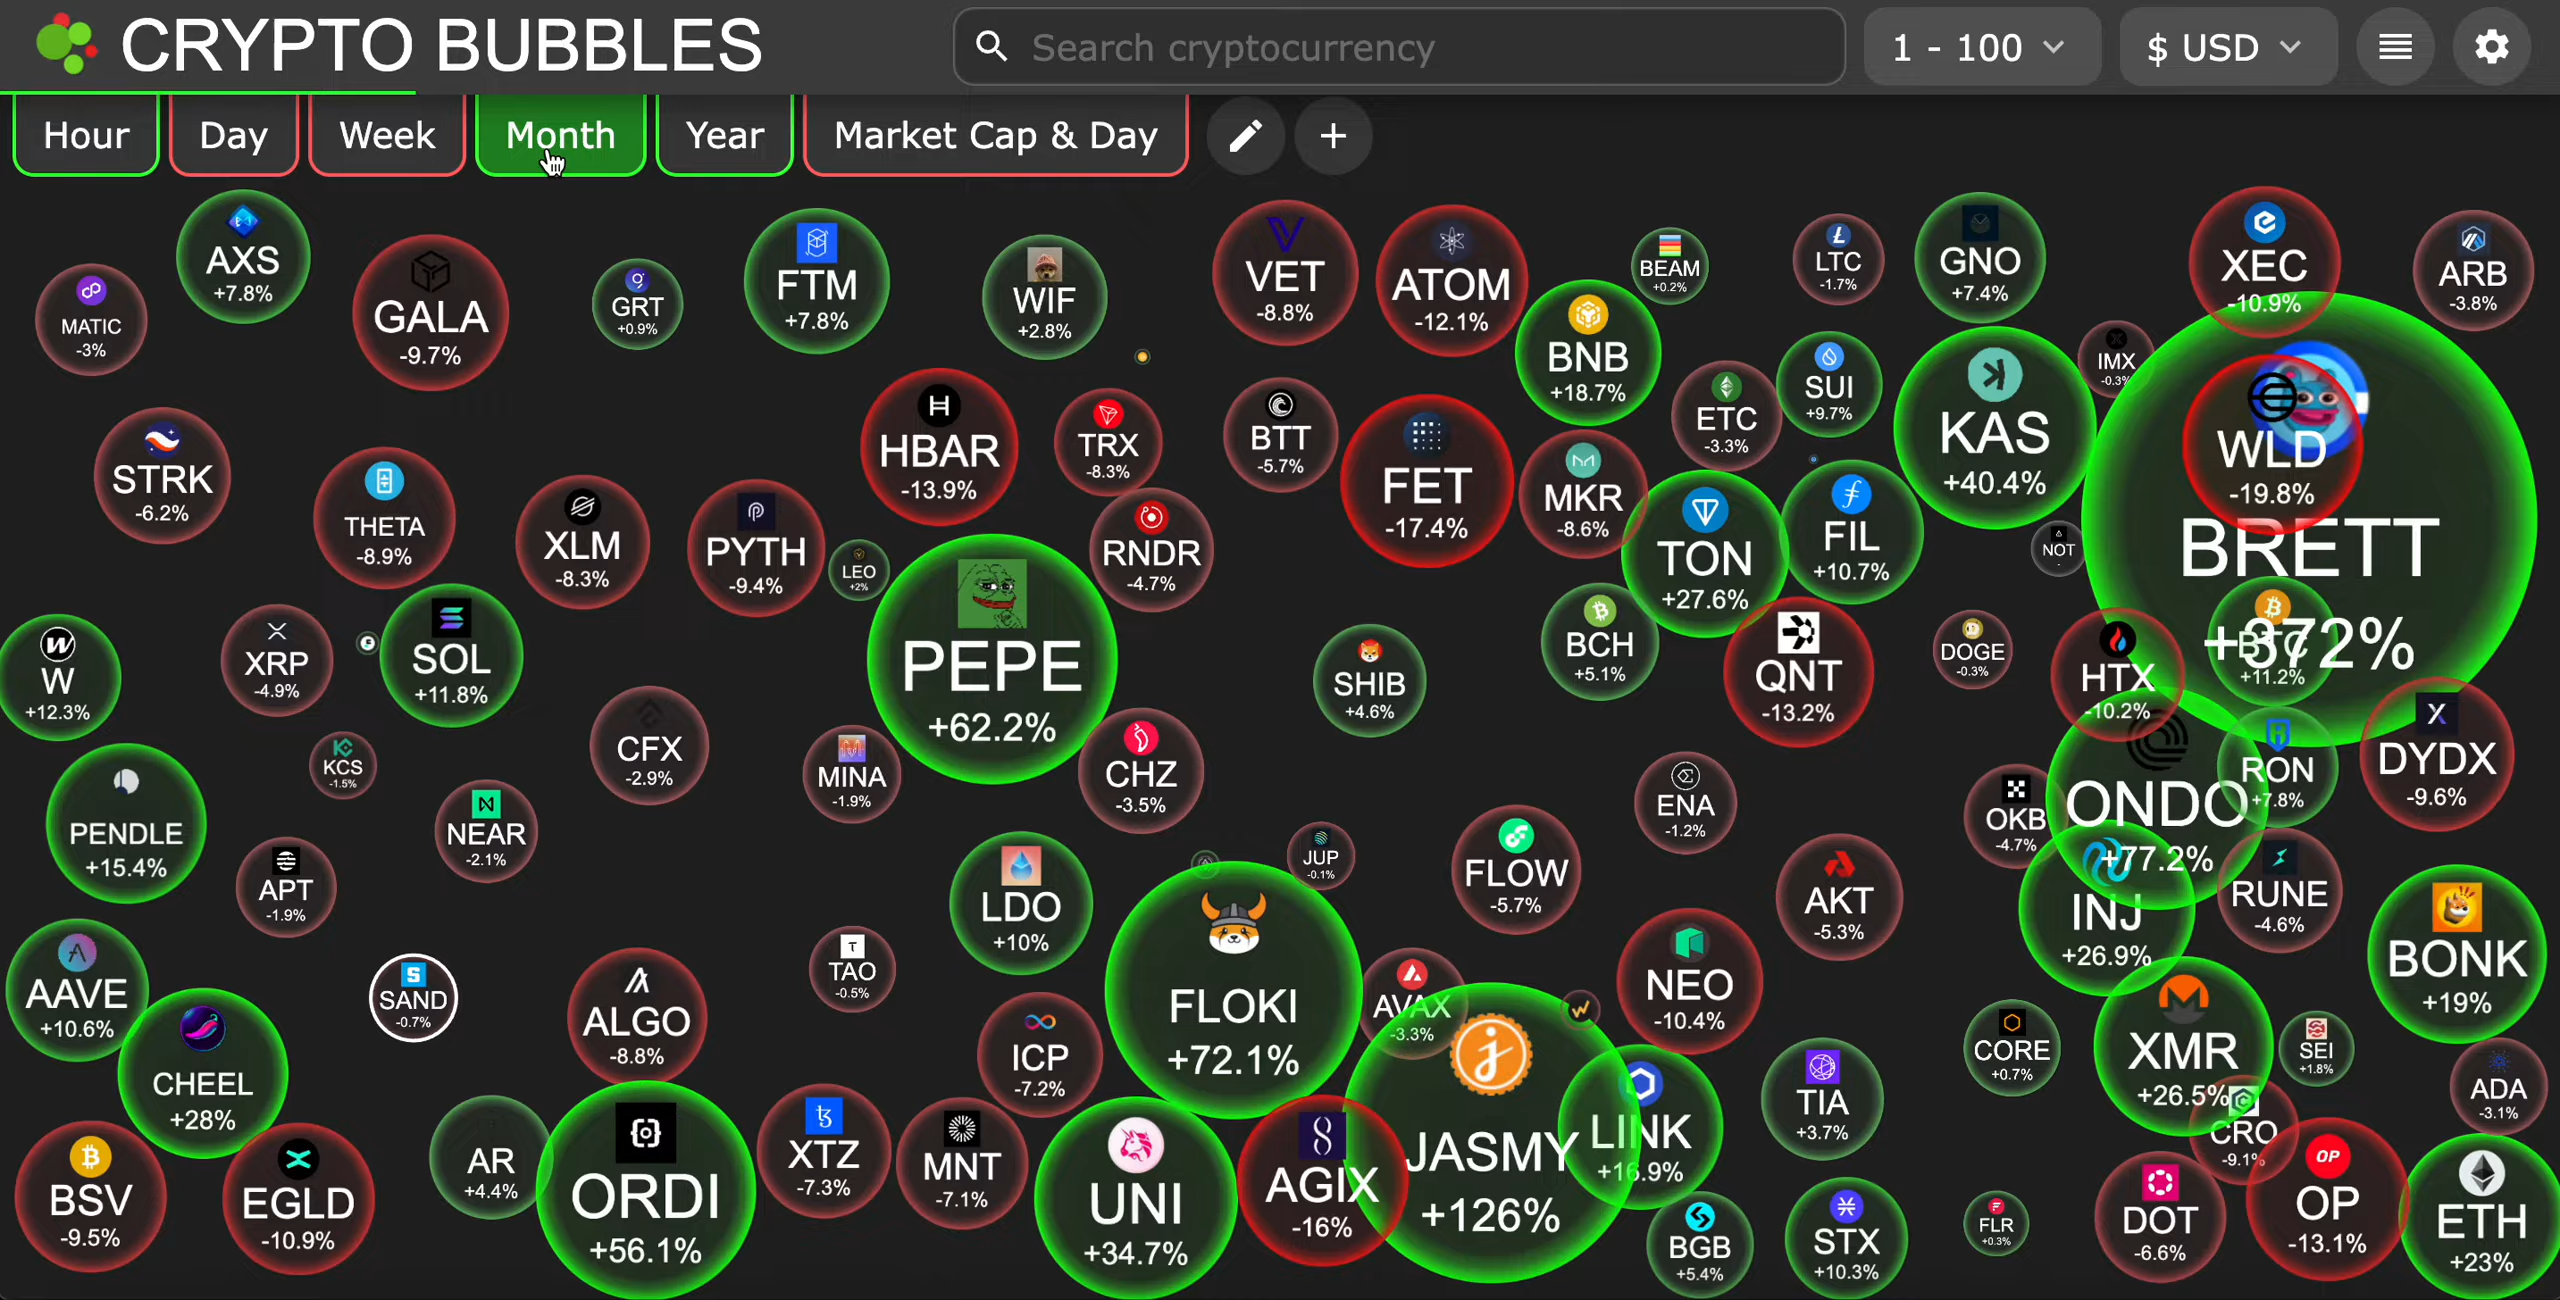 CRYPTO BUBBLES
Search cryptocurrency
1 - 100
$ USD
Hour
Day
Week
Month
Year
Market Cap & Day
MATIC
-3%
AXS
+7.8%
GALA
-9.7%
GRT
+0.9%
FTM
+7.8%
WIF
+2.8%
VET
-8.8%
ATOM
-12.1%
BNB
+18.7%
BEAM
+0.2%
LTC
-1.7%
GNO
+7.4%
XEC
-10.9%
ARB
-3.8%
STRK
-6.2%
THETA
-8.9%
XLM
-8.3%
PYTH
-9.4%
HBAR
-13.9%
TRX
-8.3%
RNDR
-4.7%
BTT
-5.7%
FET
-17.4%
MKR
-8.6%
ETC
-3.3%
SUI
+9.7%
KAS
+40.4%
IMX
-0.3%
WLD
-19.8%
BRETT
+372%
BTC
+11.2%
LEO
+2%
PEPE
+62.2%
TON
+27.6%
FIL
+10.7%
NOT
-
W
+12.3%
XRP
-4.9%
SOL
+11.8%
CFX
-2.9%
KCS
-1.5%
MINA
-1.9%
CHZ
-3.5%
SHIB
+4.6%
BCH
+5.1%
QNT
-13.2%
DOGE
-0.3%
HTX
-10.2%
RON
+7.8%
DYDX
-9.6%
PENDLE
+15.4%
APT
-1.9%
NEAR
-2.1%
LDO
+10%
JUP
-0.1%
FLOW
-5.7%
ENA
-1.2%
AKT
-5.3%
OKB
-4.7%
ONDO
+77.2%
INJ
+26.9%
RUNE
-4.6%
BONK
+19%
AAVE
+10.6%
CHEEL
+28%
SAND
-0.7%
ALGO
-8.8%
TAO
-0.5%
ICP
-7.2%
FLOKI
+72.1%
AVAX
-3.3%
JASMY
+126%
LINK
+16.9%
NEO
-10.4%
TIA
+3.7%
CORE
+0.7%
XMR
+26.5%
SEI
+1.8%
ADA
-3.1%
BSV
-9.5%
EGLD
-10.9%
AR
+4.4%
ORDI
+56.1%
XTZ
-7.3%
MNT
-7.1%
UNI
+34.7%
AGIX
-16%
BGB
+5.4%
STX
+10.3%
FLR
+0.3%
DOT
-6.6%
CRO
-9.1%
OP
OP
-13.1%
ETH
+23%